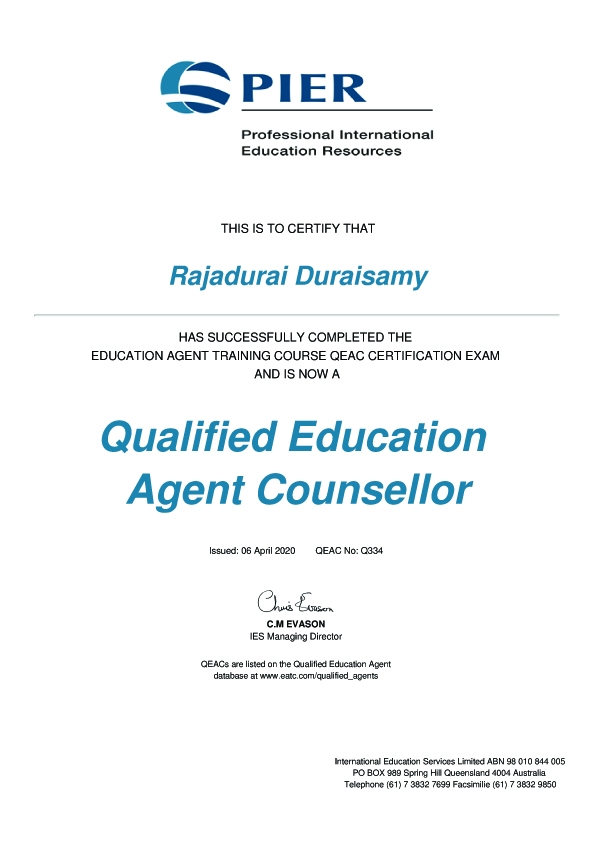 PIER
Professional International
Education Resources
THIS IS TO CERTIFY THAT
Rajadurai Duraisamy
HAS SUCCESSFULLY COMPLETED THE
EDUCATION AGENT TRAINING COURSE QEAC CERTIFICATION EXAM
AND IS NOW A
Qualified Education
Agent Counsellor
Issued: 06 April 2020 QEAC No: Q334
Chris Evason
C.M EVASON
IES Managing Director
QEACs are listed on the Qualified Education Agent
database at www.eatc.com/qualified_agents
International Education Services Limited ABN 98 010 844 005
PO BOX 989 Spring Hill Queensland 4004 Australia
Telephone (61) 7 3832 7699 Facsimilie (61) 7 3832 9850